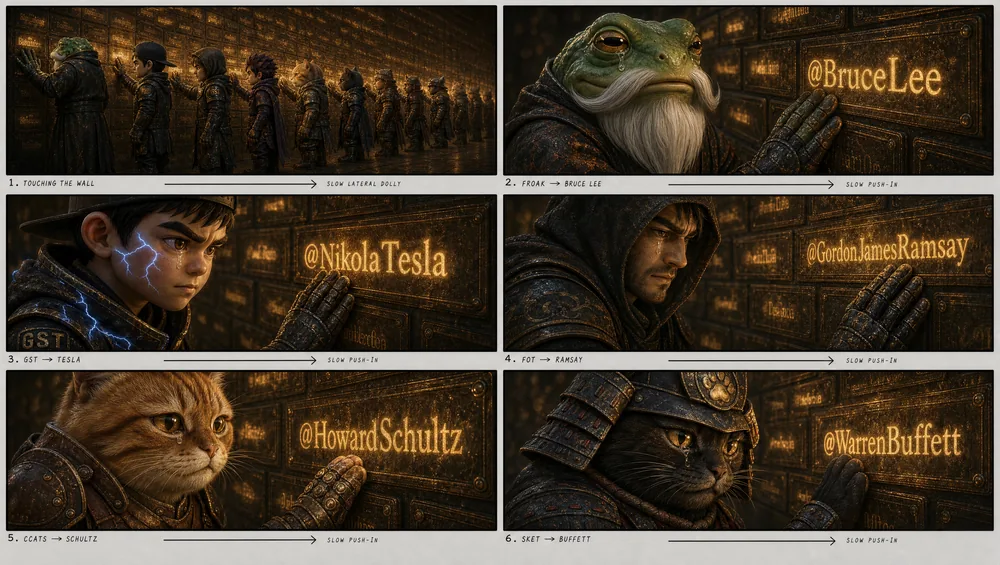 1. TOUCHING THE WALL
SLOW LATERAL DOLLY
@BruceLee
2. FROAK → BRUCE LEE
SLOW PUSH-IN
@NikolaTesla
GST
3. GST → TESLA
SLOW PUSH-IN
@GordonJamesRamsay
4. FOT → RAMSAY
SLOW PUSH-IN
@HowardSchultz
5. CCATS → SCHULTZ
SLOW PUSH-IN
@WarrenBuffett
6. SKET → BUFFETT
SLOW PUSH-IN